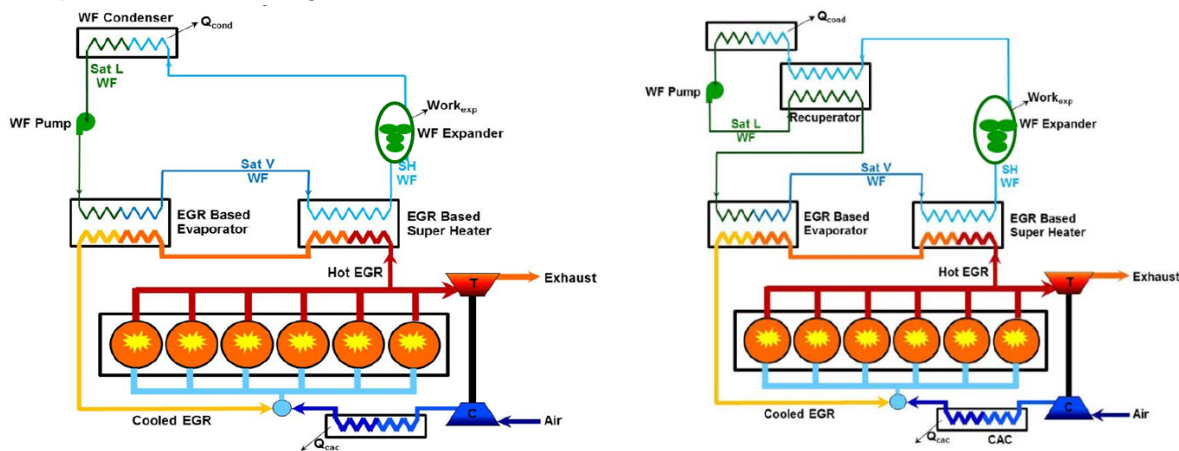 WF Condenser
Qcond
Sat L
WF
WF Pump
Workexp
WF Expander
Sat V
WF
SH
WF
EGR Based
Evaporator
EGR Based
Super Heater
Hot EGR
T
Exhaust
Cooled EGR
C
Air
Qcac
Qcond
WF Pump
Recuperator
Sat L
WF
Workexp
WF Expander
Sat V
WF
SH
WF
EGR Based
Evaporator
EGR Based
Super Heater
Hot EGR
T
Exhaust
Cooled EGR
C
Air
Qcac
CAC